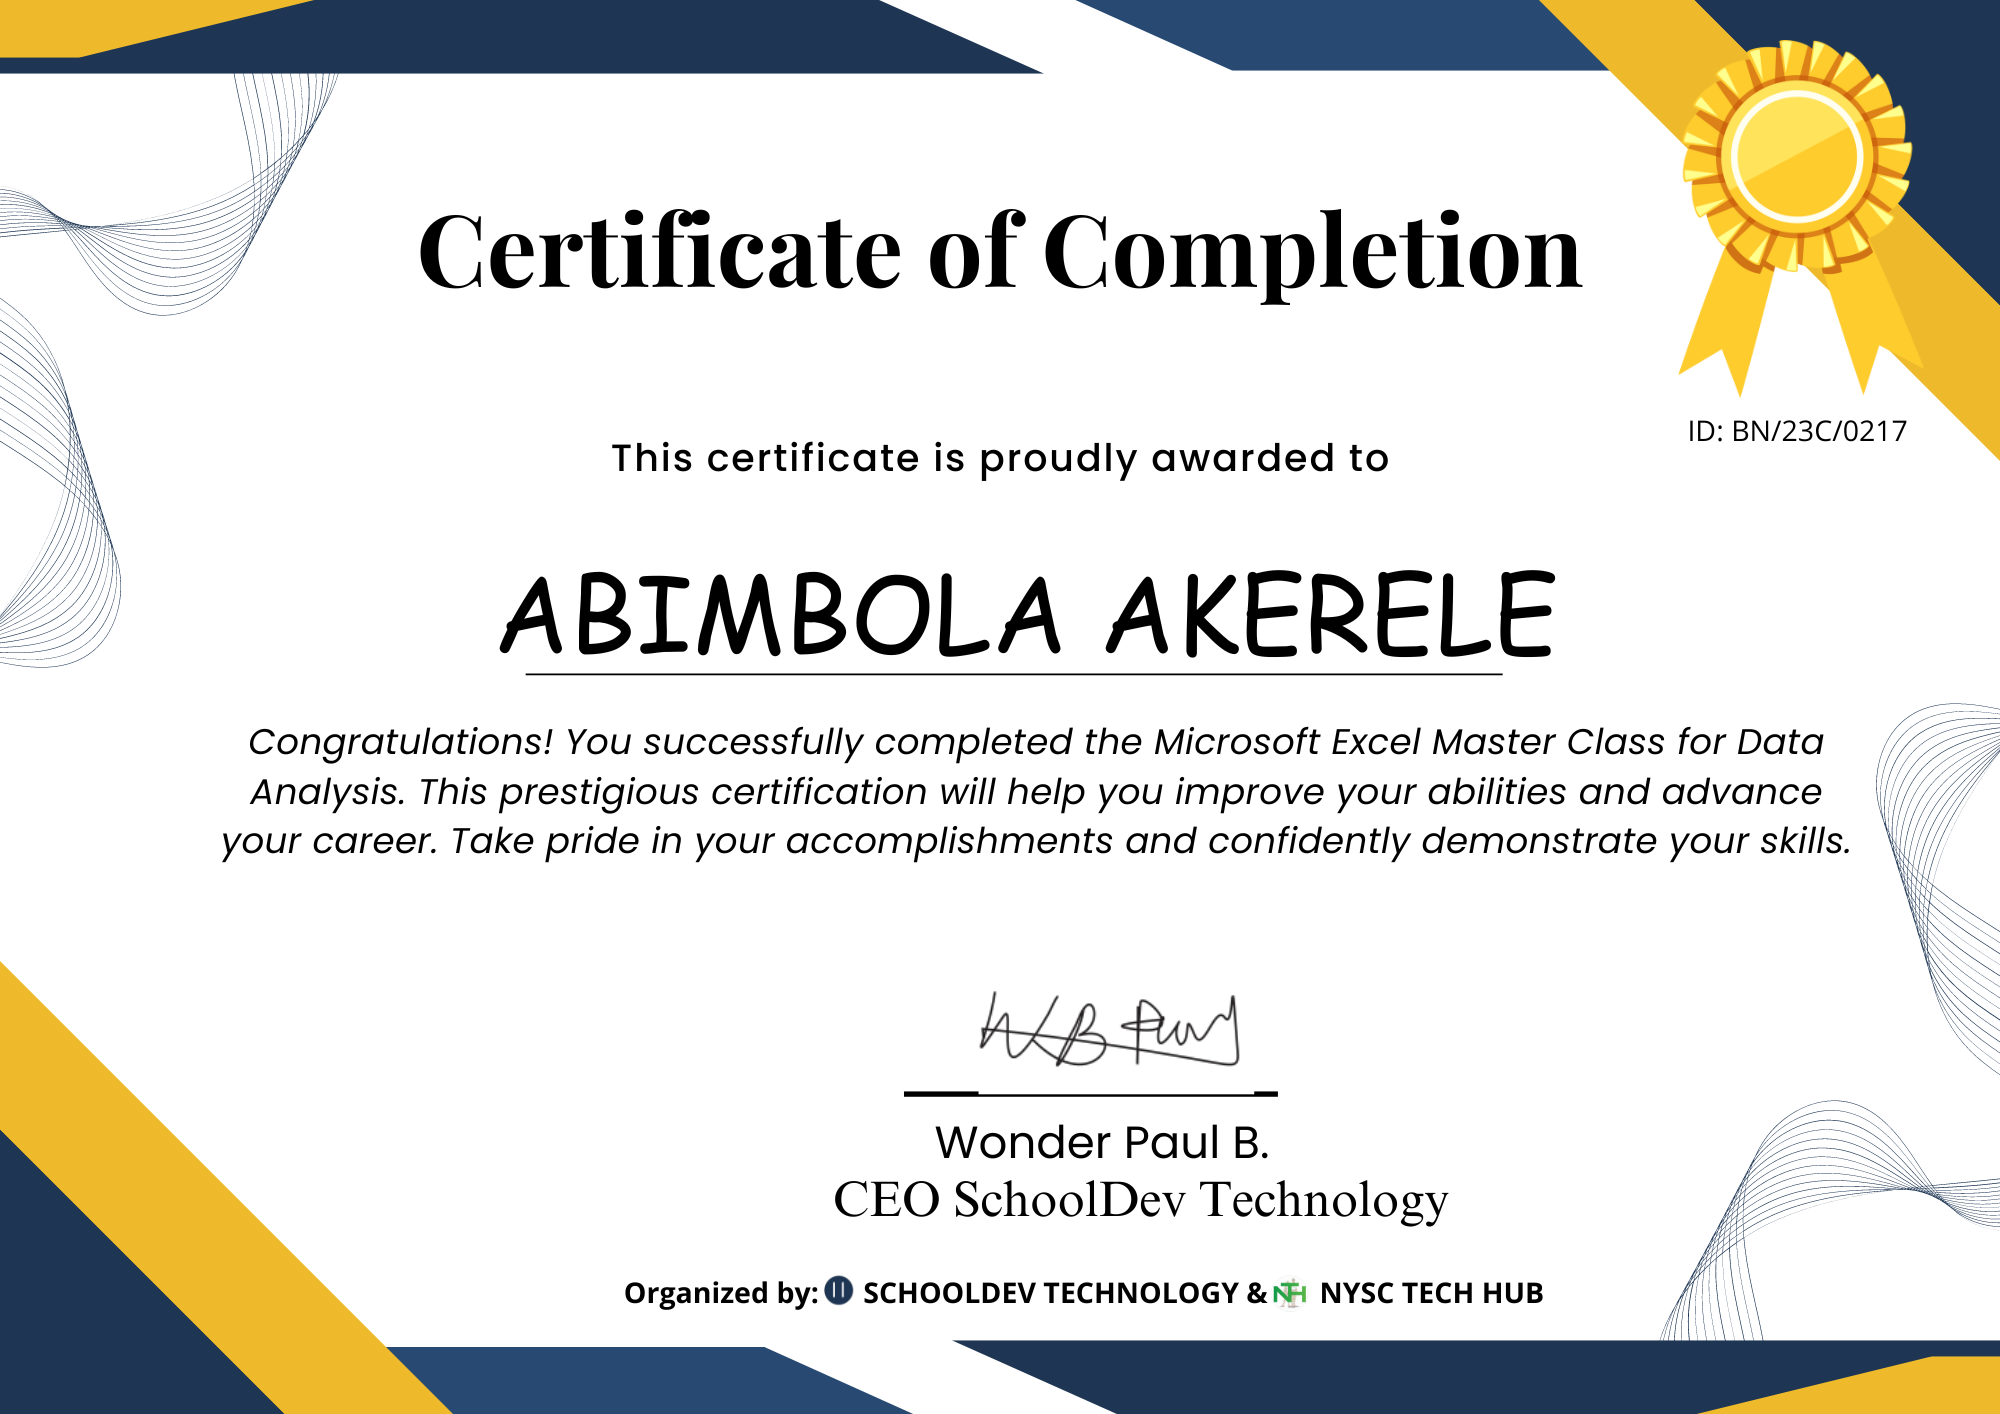 Certificate of Completion
ID: BN/23C/0217
This certificate is proudly awarded to
ABIMBOLA AKERELE
Congratulations! You successfully completed the Microsoft Excel Master Class for Data
Analysis. This prestigious certification will help you improve your abilities and advance
your career. Take pride in your accomplishments and confidently demonstrate your skills.
Wonder Paul B.
CEO SchoolDev Technology
Organized by: SCHOOLDEV TECHNOLOGY & NTH NYSC TECH HUB